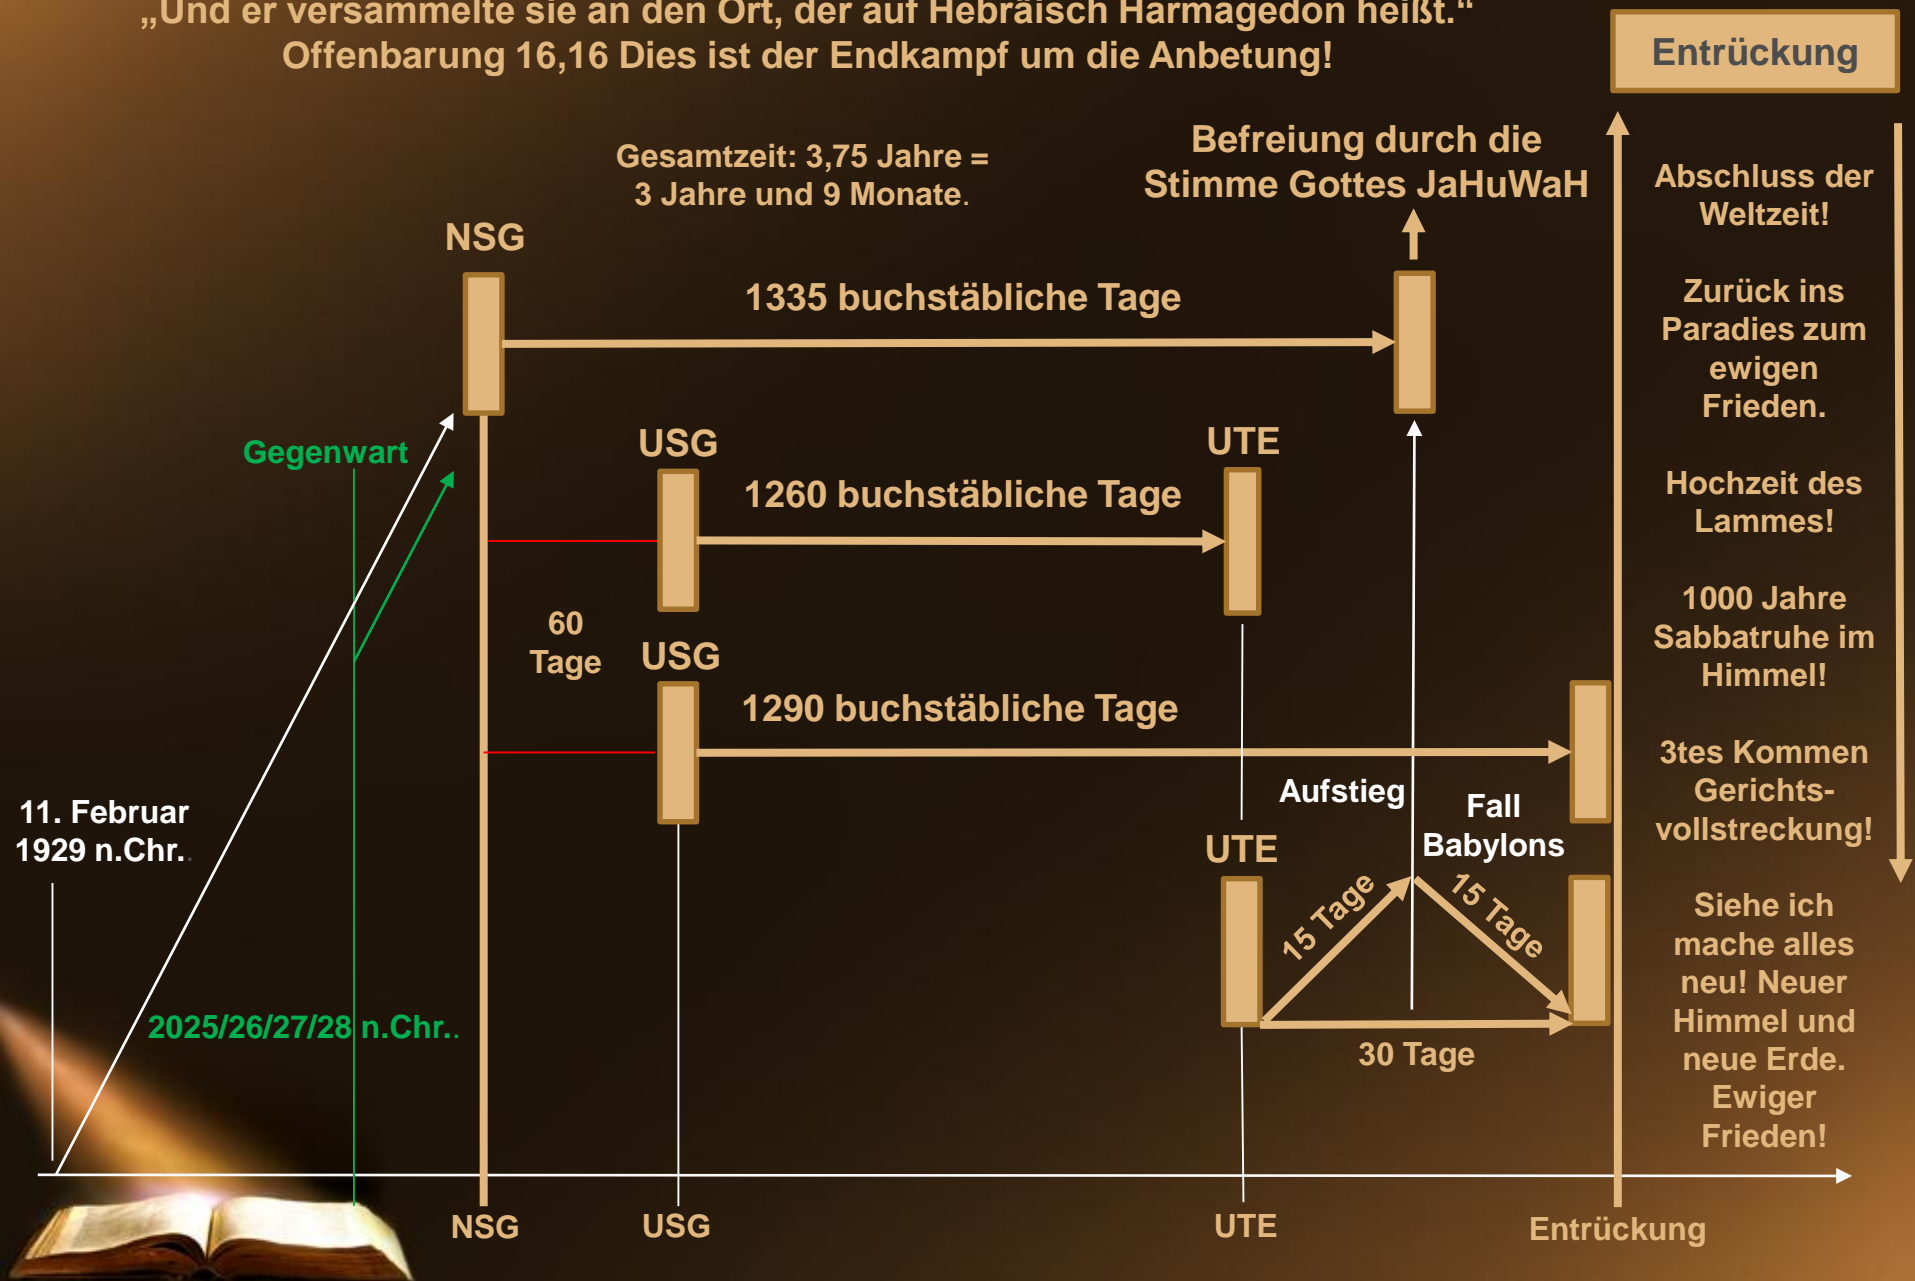 „Und er versammelte sie an den Ort, der auf Hebräisch Harmagedon heißt.“
Offenbarung 16,16 Dies ist der Endkampf um die Anbetung!
Entrückung
Gesamtzeit: 3,75 Jahre =
3 Jahre und 9 Monate.
Befreiung durch die
Stimme Gottes JaHuWaH
NSG
1335 buchstäbliche Tage
Gegenwart
USG
1260 buchstäbliche Tage
UTE
60
Tage
USG
1290 buchstäbliche Tage
11. Februar
1929 n.Chr..
Aufstieg
Fall
Babylons
UTE
15 Tage
15 Tage
30 Tage
2025/26/27/28 n.Chr..
Abschluss der
Weltzeit!
Zurück ins
Paradies zum
ewigen
Frieden.
Hochzeit des
Lammes!
1000 Jahre
Sabbatruhe im
Himmel!
3tes Kommen
Gerichts-
vollstreckung!
Siehe ich
mache alles
neu! Neuer
Himmel und
neue Erde.
Ewiger
Frieden!
NSG
USG
UTE
Entrückung